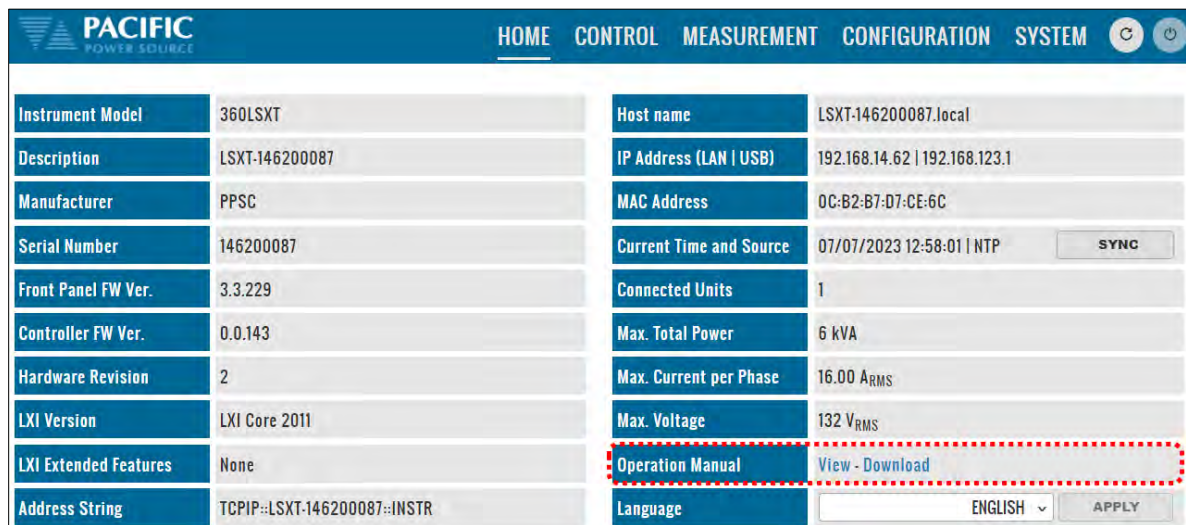 PACIFIC
POWER SOURCE
HOME CONTROL MEASUREMENT CONFIGURATION SYSTEM
Instrument Model 360LSXT
Description LSXT-146200087
Manufacturer PPSC
Serial Number 146200087
Front Panel FW Ver. 3.3.229
Controller FW Ver. 0.0.143
Hardware Revision 2
LXI Version LXI Core 2011
LXI Extended Features None
Address String TCPIP::LSXT-146200087::INSTR
Host name LSXT-146200087.local
IP Address (LAN | USB) 192.168.14.62 | 192.168.123.1
MAC Address 0C:B2:B7:D7:CE:6C
Current Time and Source 07/07/2023 12:58:01 | NTP SYNC
Connected Units 1
Max. Total Power 6 kVA
Max. Current per Phase 16.00 ARMS
Max. Voltage 132 VRMS
Operation Manual View - Download
Language ENGLISH APPLY